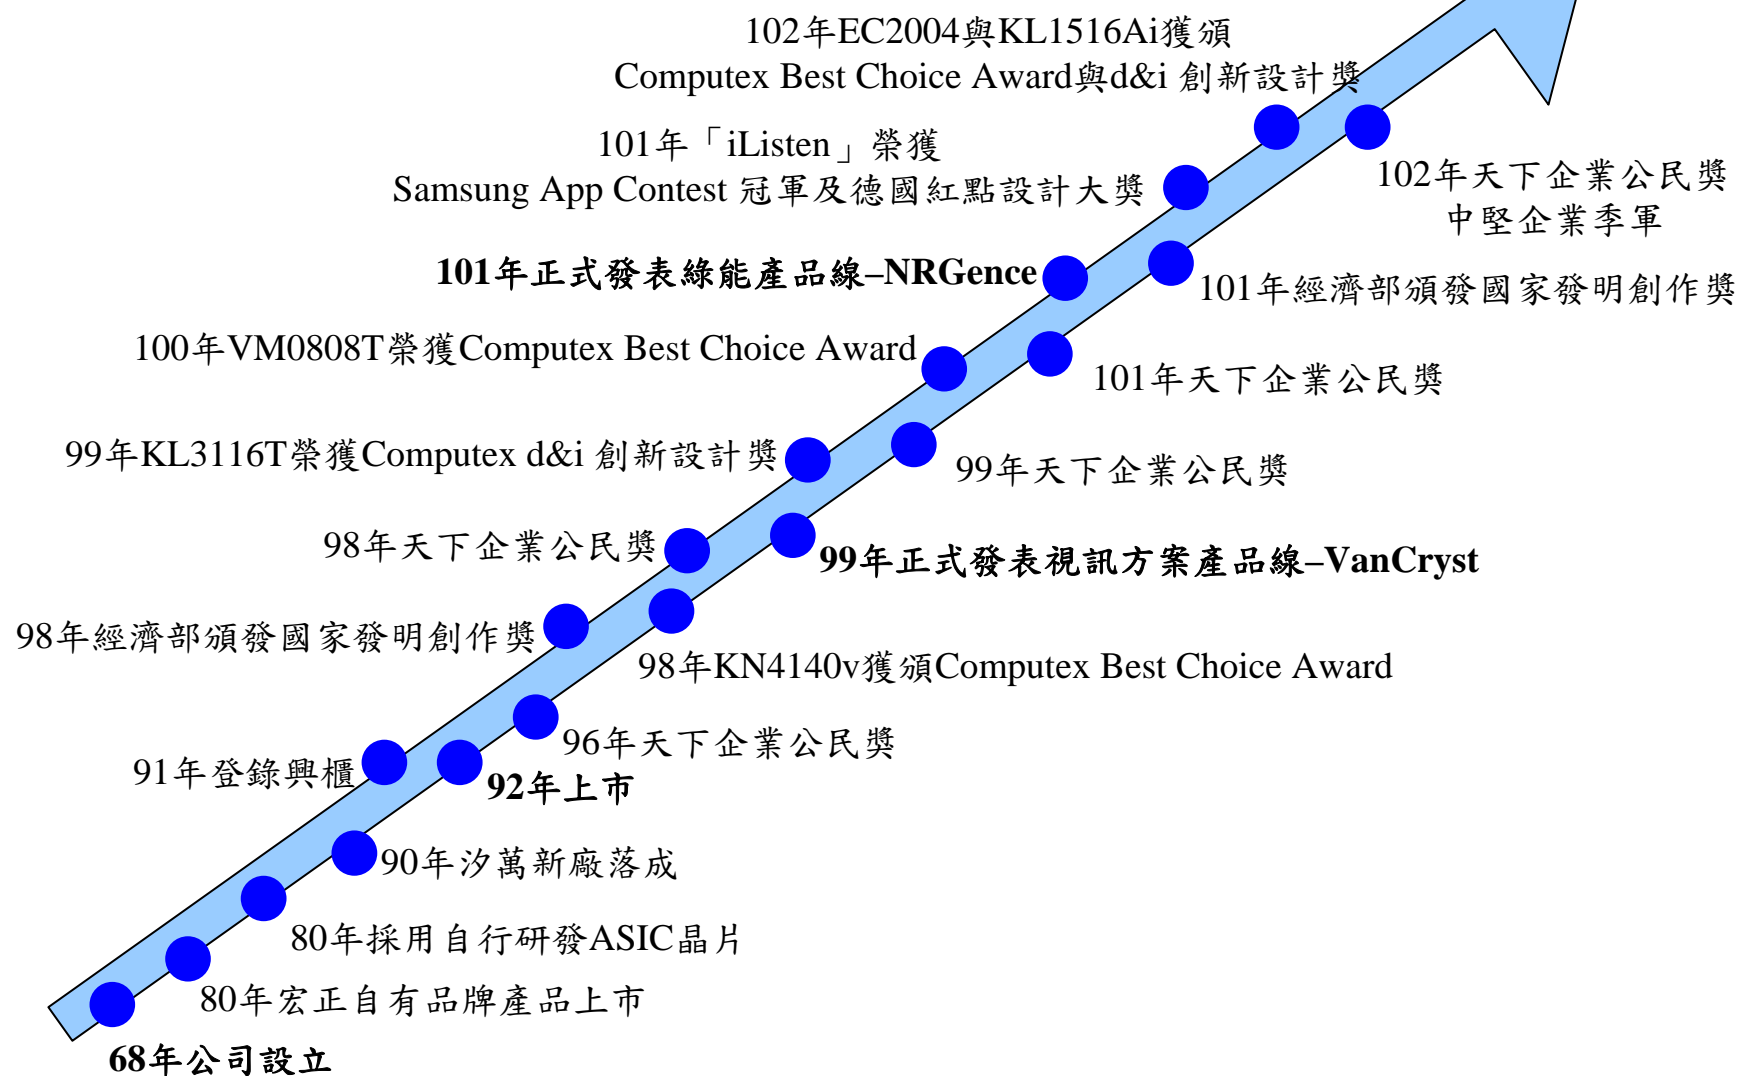 102年EC2004與KL1516Ai獲頒
Computex Best Choice Award與d&i 創新設計獎
101年「iListen」榮獲
Samsung App Contest 冠軍及德國紅點設計大獎
102年天下企業公民獎
中堅企業季軍
101年正式發表綠能產品線–NRGence
101年經濟部頒發國家發明創作獎
100年VM0808T榮獲Computex Best Choice Award
101年天下企業公民獎
99年KL3116T榮獲Computex d&i 創新設計獎
99年天下企業公民獎
98年天下企業公民獎
99年正式發表視訊方案產品線–VanCryst
98年經濟部頒發國家發明創作獎
98年KN4140v獲頒Computex Best Choice Award
96年天下企業公民獎
91年登錄興櫃
92年上市
90年汐萬新廠落成
80年採用自行研發ASIC晶片
80年宏正自有品牌產品上市
68年公司設立